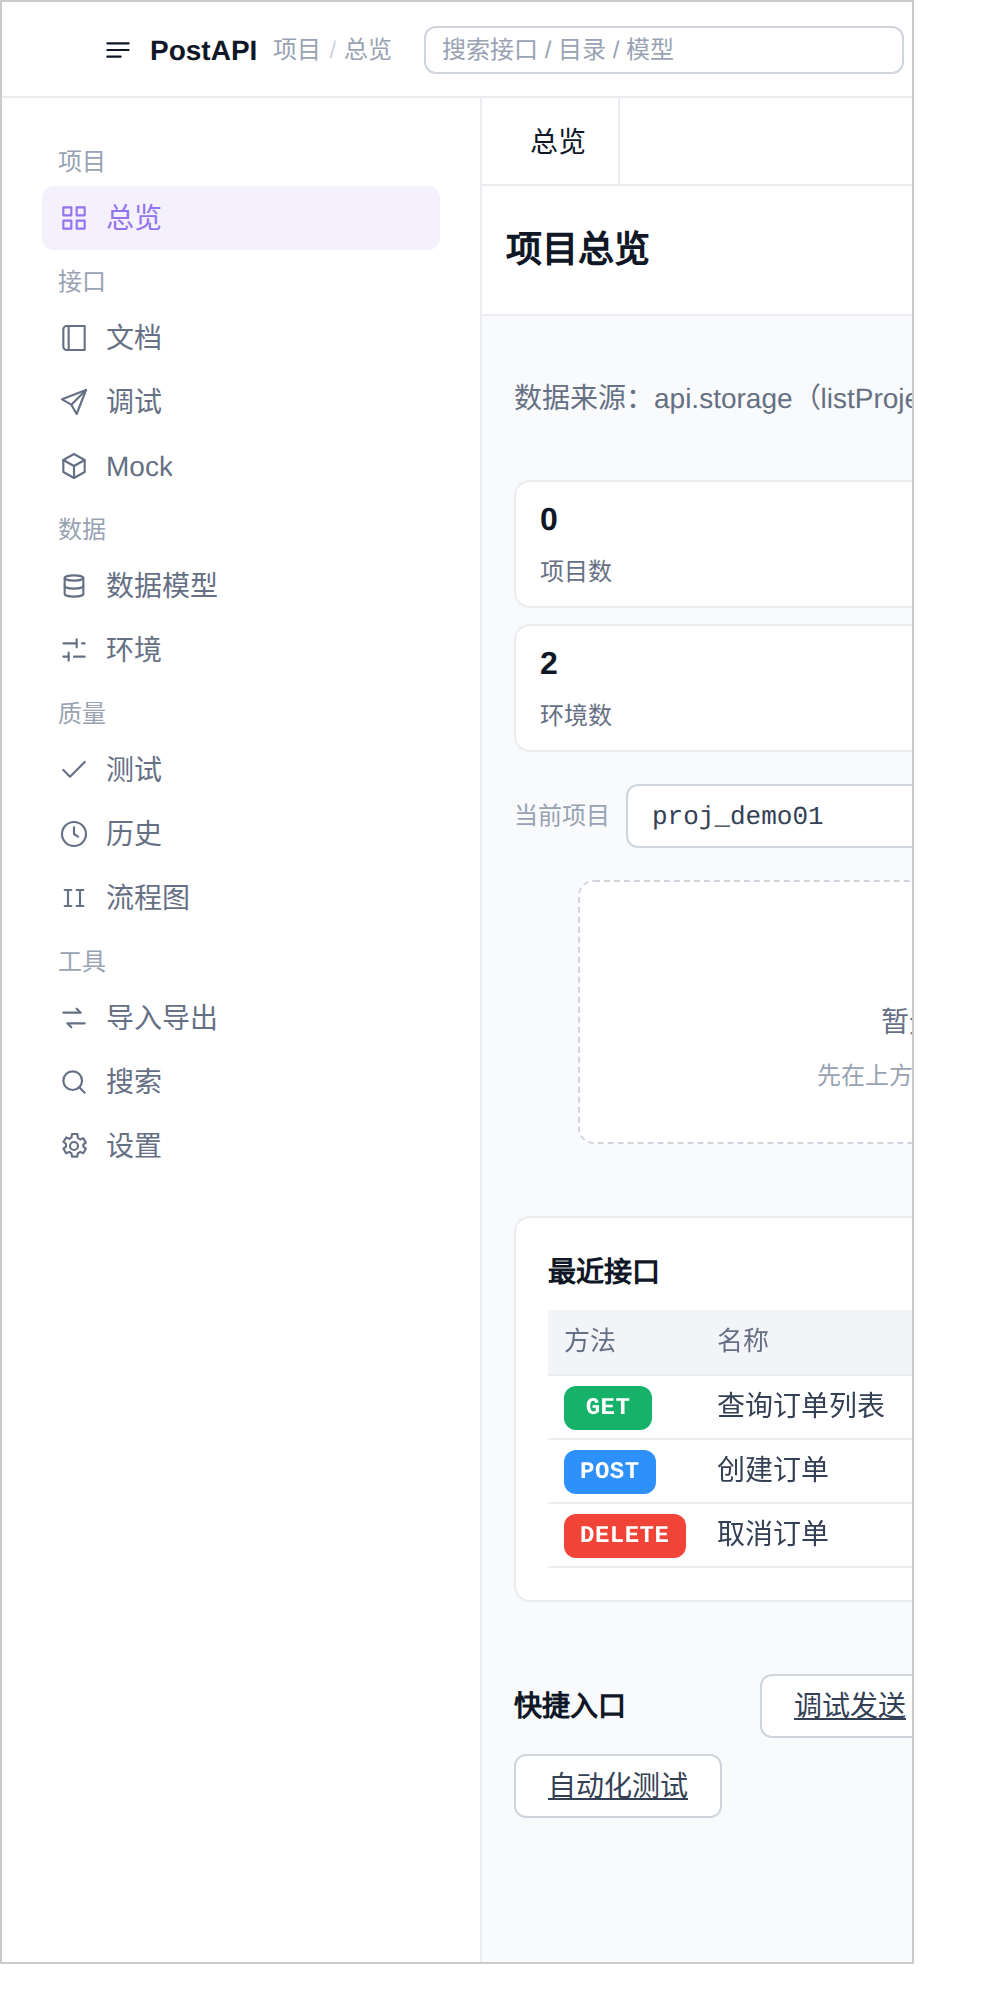 PostAPI 项目 / 总览 搜索接口 / 目录 / 模型
项目
总览
接口
文档
调试
Mock
数据
数据模型
环境
质量
测试
历史
流程图
工具
导入导出
搜索
设置
总览
项目总览
数据来源：api.storage（listProje
0
项目数
2
环境数
当前项目 proj_demo01
暂
先在上方
最近接口
方法 名称
GET 查询订单列表
POST 创建订单
DELETE 取消订单
快捷入口 调试发送
自动化测试